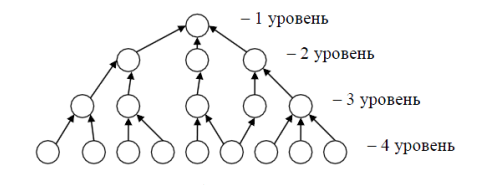 – 1 уровень
– 2 уровень
– 3 уровень
– 4 уровень